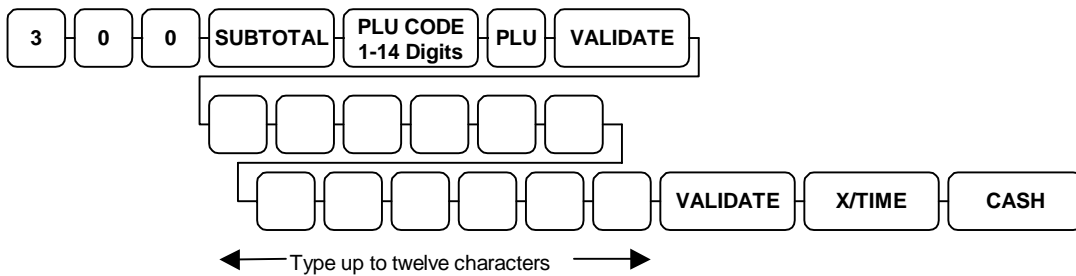 3 0 0 SUBTOTAL PLU CODE 1-14 Digits PLU VALIDATE
VALIDATE X/TIME CASH
Type up to twelve characters